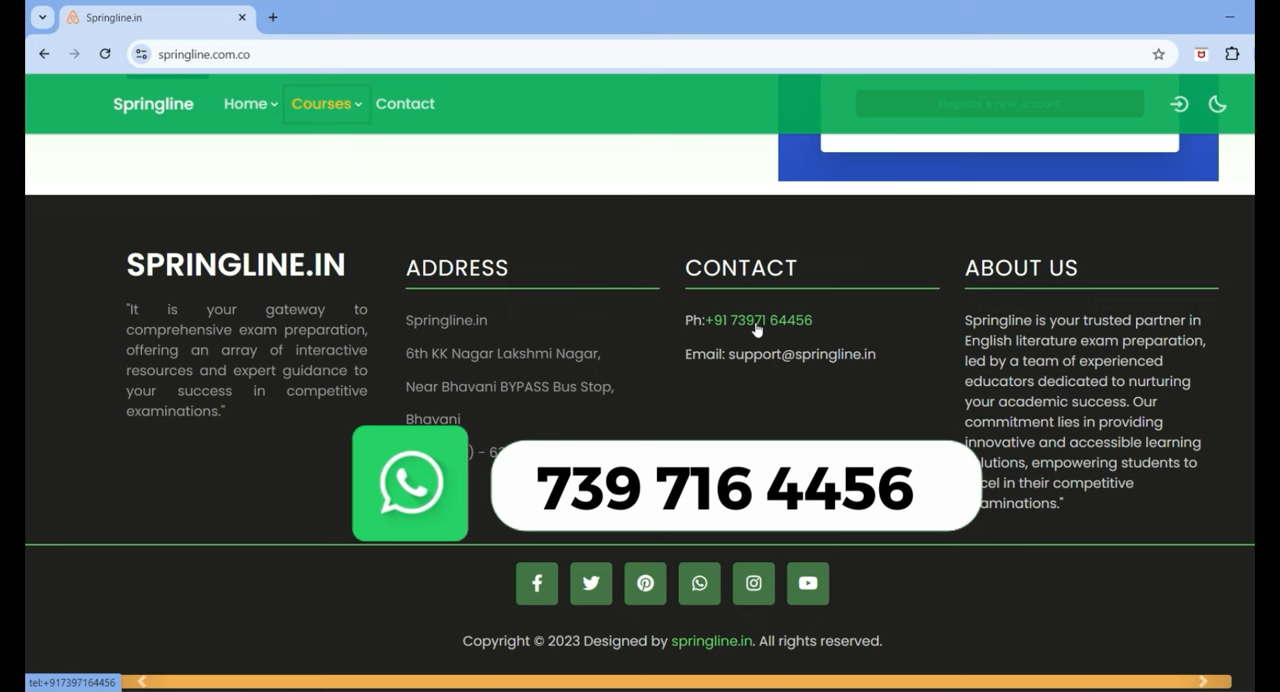 Springline.in
springline.com.co
Springline Home Courses Contact
Register a new account
SPRINGLINE.IN
"It is your gateway to
comprehensive exam preparation,
offering an array of interactive
resources and expert guidance to
your success in competitive
examinations."
ADDRESS
Springline.in
6th KK Nagar Lakshmi Nagar,
Near Bhavani BYPASS Bus Stop,
Bhavani
) - 6
CONTACT
Ph:+91 73971 64456
Email: support@springline.in
ABOUT US
Springline is your trusted partner in
English literature exam preparation,
led by a team of experienced
educators dedicated to nurturing
your academic success. Our
commitment lies in providing
innovative and accessible learning
lutions, empowering students to
cel in their competitive
aminations."
739 716 4456
Copyright © 2023 Designed by springline.in. All rights reserved.
tel:+917397164456